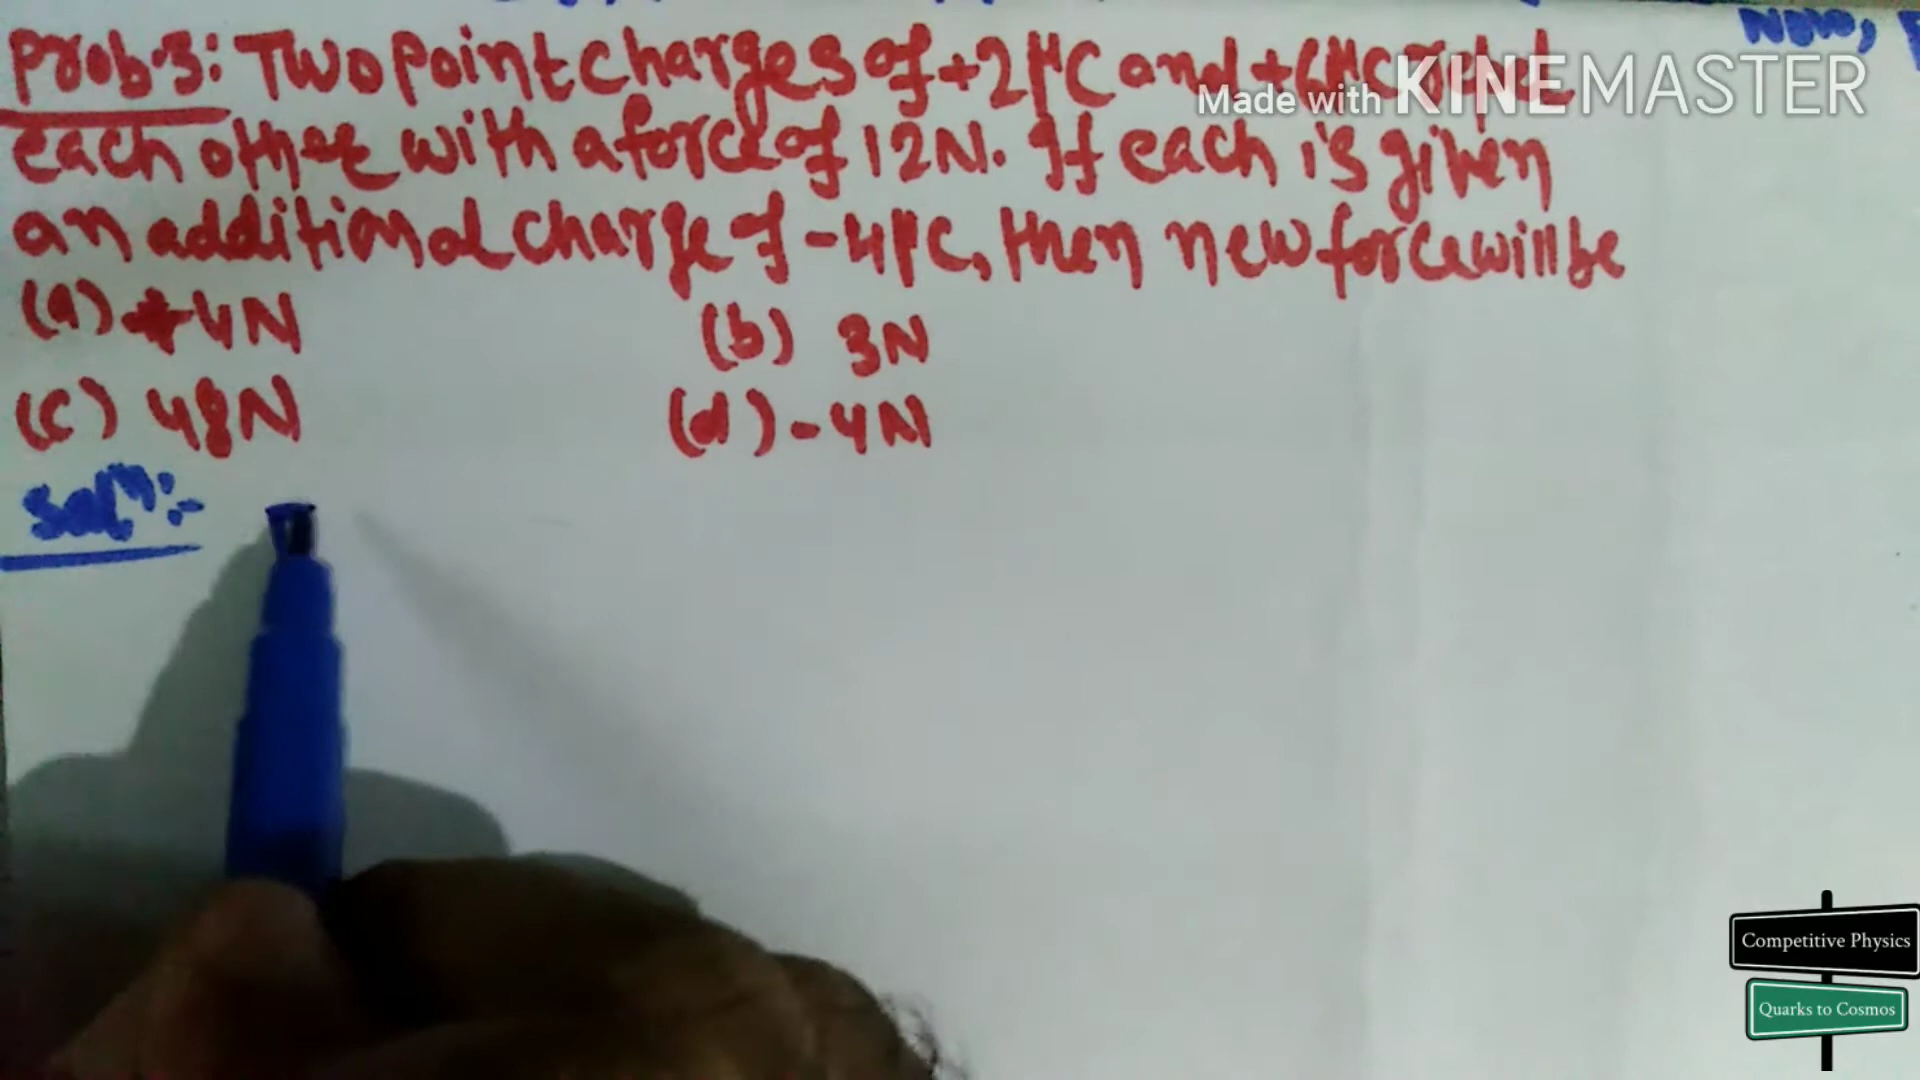 Now,
Prob.3: Two point charges of +2μC and +6μC repel
Made with KINEMASTER
each other with a force of 12N. If each is given
an additional charge of -4μC, then new force will be
(a) +4N (b) 3N
(c) 48N (d) -4N
Solⁿ:-
Competitive Physics
Quarks to Cosmos